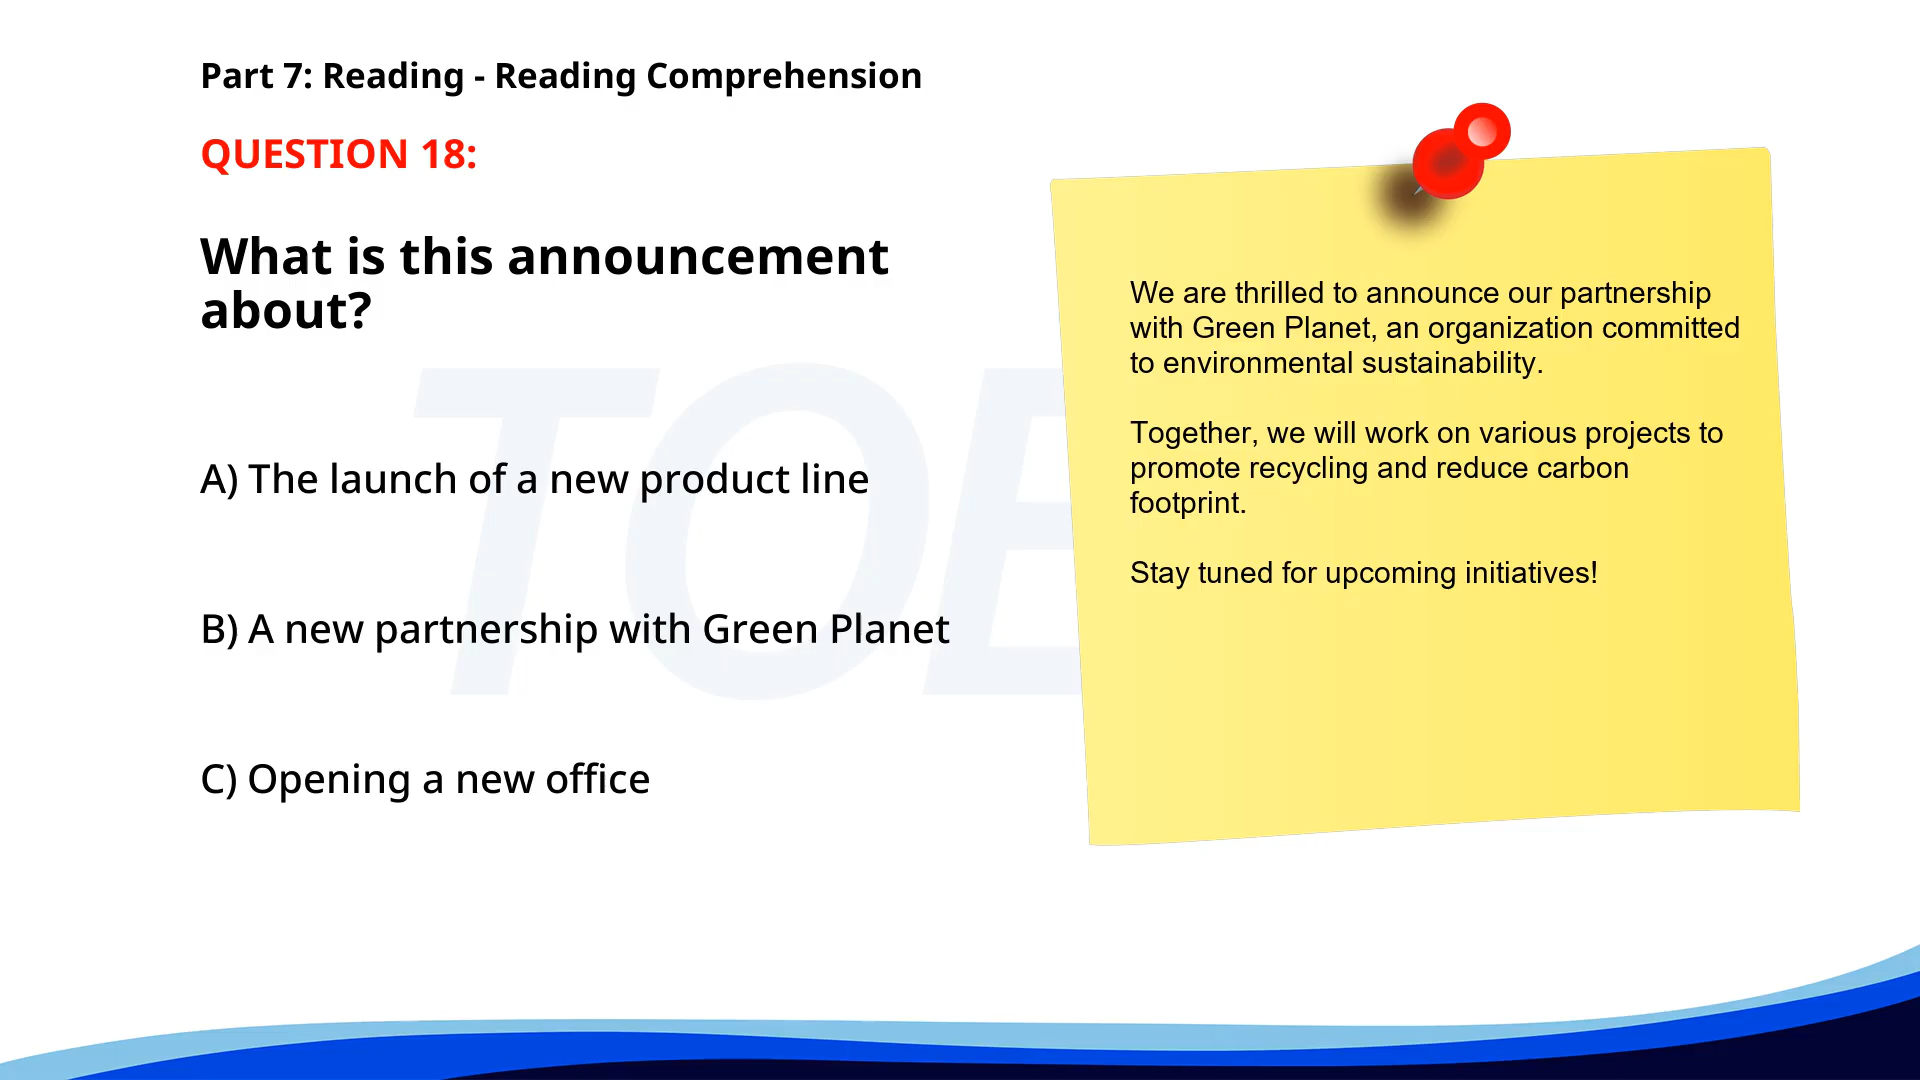 Part 7: Reading - Reading Comprehension
QUESTION 18:
What is this announcement
about?
A) The launch of a new product line
B) A new partnership with Green Planet
C) Opening a new office
We are thrilled to announce our partnership
with Green Planet, an organization committed
to environmental sustainability.
Together, we will work on various projects to
promote recycling and reduce carbon
footprint.
Stay tuned for upcoming initiatives!